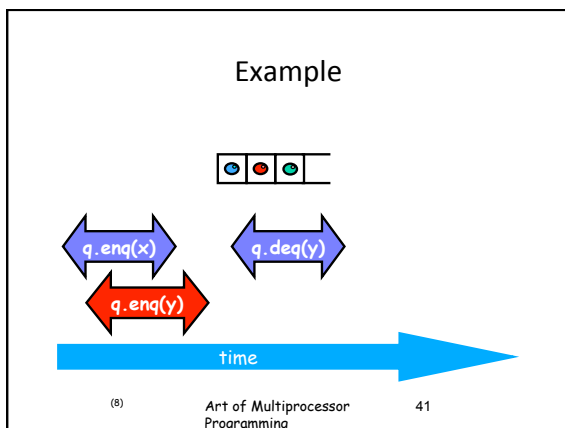 Example
q.enq(x)
q.deq(y)
q.enq(y)
time
(8)
Art of Multiprocessor
Programming
41